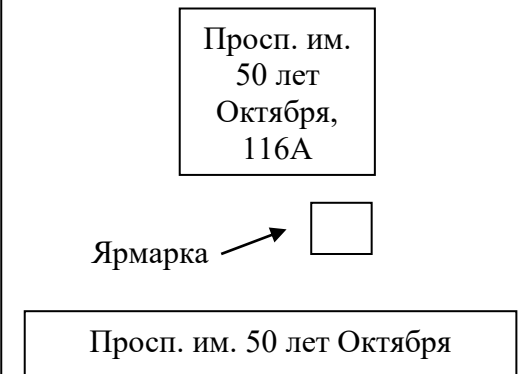 Просп. им.
50 лет
Октября,
116А
Ярмарка
Просп. им. 50 лет Октября